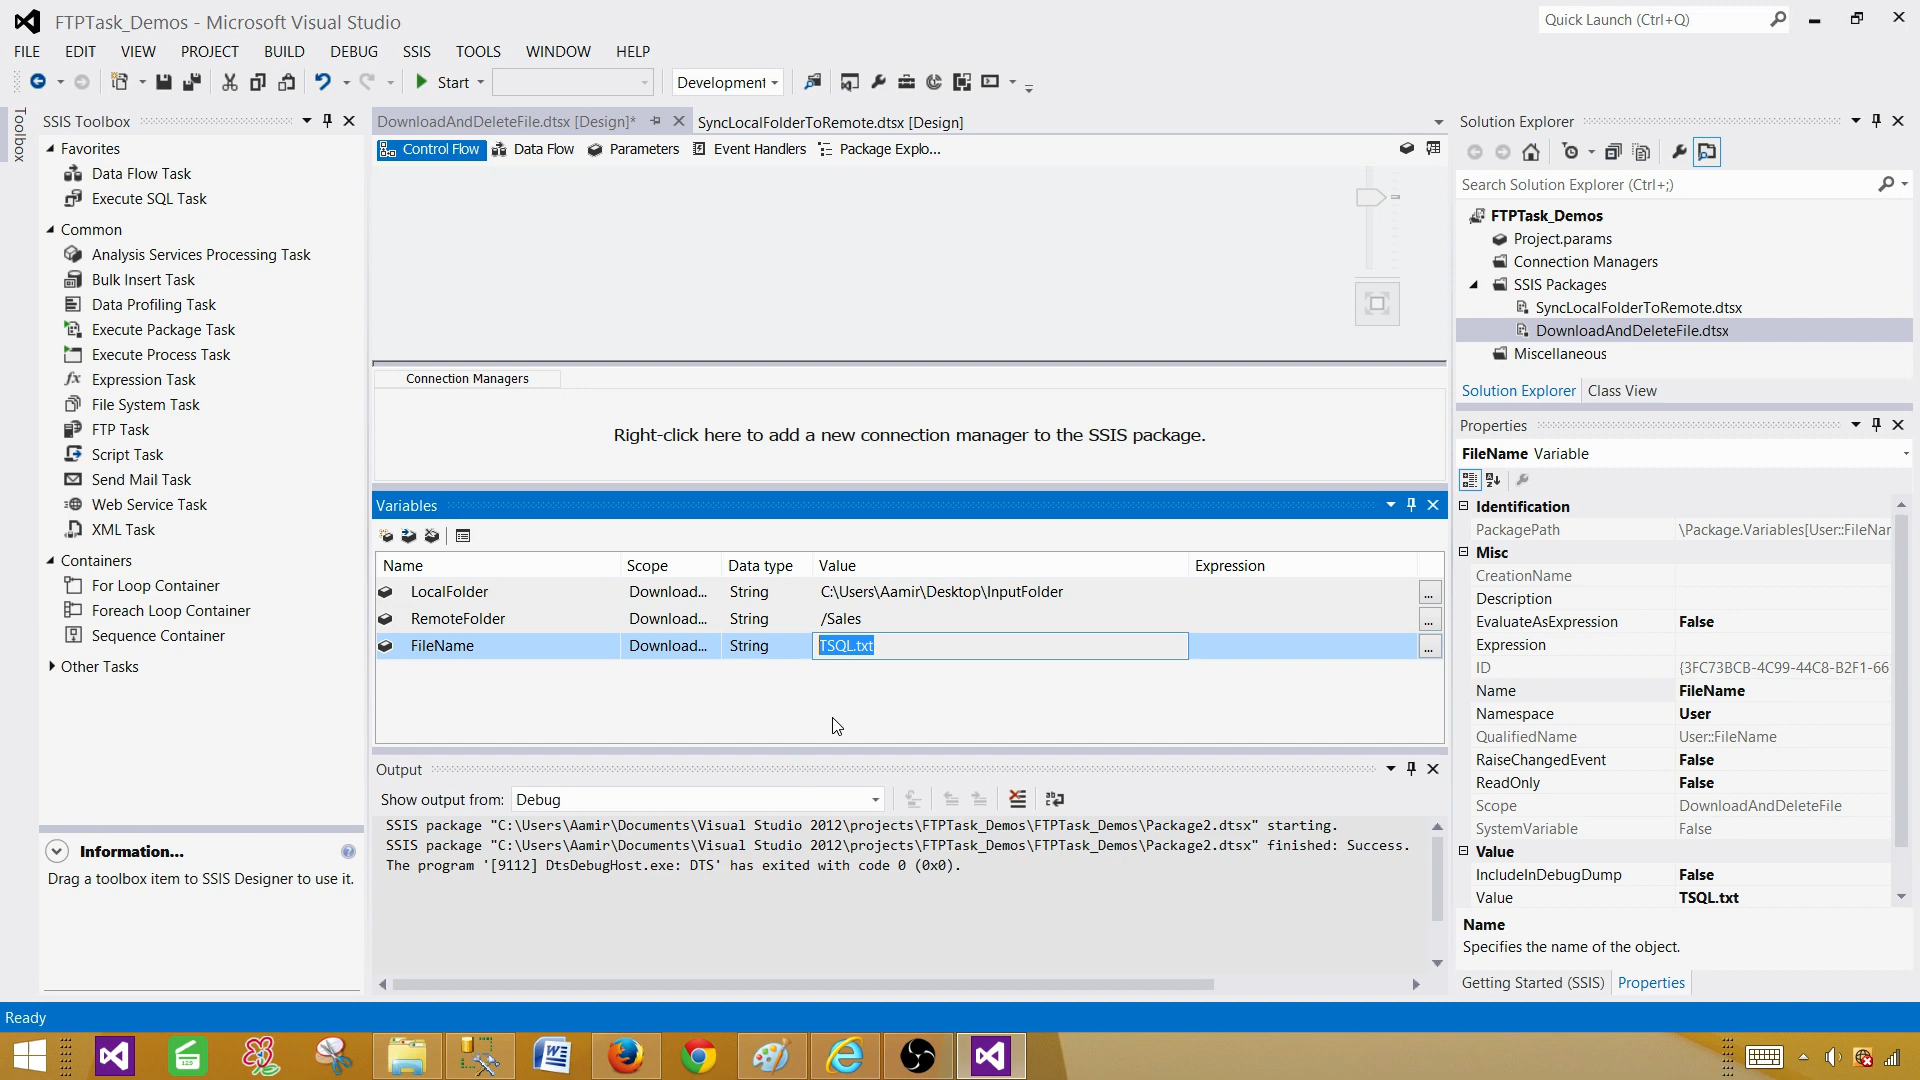 FTPTask_Demos - Microsoft Visual Studio
Quick Launch (Ctrl+Q)
FILE EDIT VIEW PROJECT BUILD DEBUG SSIS TOOLS WINDOW HELP
Start
Development
Toolbox
SSIS Toolbox
Favorites
Data Flow Task
Execute SQL Task
Common
Analysis Services Processing Task
Bulk Insert Task
Data Profiling Task
Execute Package Task
Execute Process Task
Expression Task
File System Task
FTP Task
Script Task
Send Mail Task
Web Service Task
XML Task
Containers
For Loop Container
Foreach Loop Container
Sequence Container
Other Tasks
Information...
Drag a toolbox item to SSIS Designer to use it.
DownloadAndDeleteFile.dtsx [Design]*
SyncLocalFolderToRemote.dtsx [Design]
Control Flow
Data Flow
Parameters
Event Handlers
Package Explo...
Connection Managers
Right-click here to add a new connection manager to the SSIS package.
Variables
Name Scope Data type Value Expression
LocalFolder Download... String C:\Users\Aamir\Desktop\InputFolder ...
RemoteFolder Download... String /Sales ...
FileName Download... String TSQL.txt ...
Output
Show output from: Debug
SSIS package "C:\Users\Aamir\Documents\Visual Studio 2012\projects\FTPTask_Demos\FTPTask_Demos\Package2.dtsx" starting.
SSIS package "C:\Users\Aamir\Documents\Visual Studio 2012\projects\FTPTask_Demos\FTPTask_Demos\Package2.dtsx" finished: Success.
The program '[9112] DtsDebugHost.exe: DTS' has exited with code 0 (0x0).
Solution Explorer
Search Solution Explorer (Ctrl+;)
FTPTask_Demos
Project.params
Connection Managers
SSIS Packages
SyncLocalFolderToRemote.dtsx
DownloadAndDeleteFile.dtsx
Miscellaneous
Solution Explorer Class View
Properties
FileName Variable
Identification
PackagePath \Package.Variables[User::FileNar
Misc
CreationName
Description
EvaluateAsExpression False
Expression
ID {3FC73BCB-4C99-44C8-B2F1-66
Name FileName
Namespace User
QualifiedName User::FileName
RaiseChangedEvent False
ReadOnly False
Scope DownloadAndDeleteFile
SystemVariable False
Value
IncludeInDebugDump False
Value TSQL.txt
Name
Specifies the name of the object.
Getting Started (SSIS) Properties
Ready